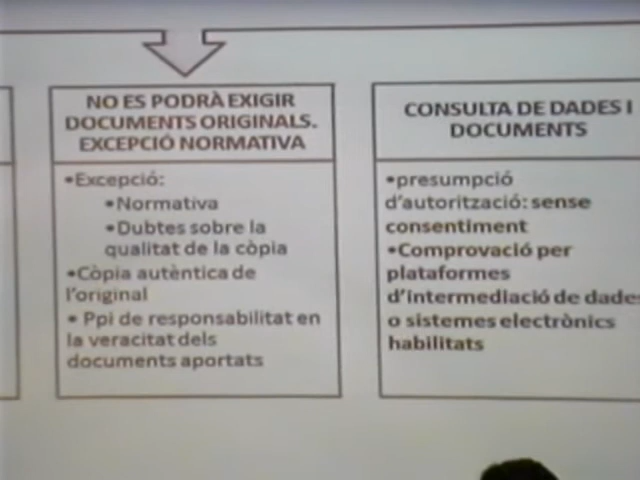 NO ES PODRÀ EXIGIR
DOCUMENTS ORIGINALS.
EXCEPCIÓ NORMATIVA
•Excepció:
•Normativa
•Dubtes sobre la
qualitat de la còpia
•Còpia autèntica de
l'original
• Ppi de responsabilitat en
la veracitat dels
documents aportats
CONSULTA DE DADES I
DOCUMENTS
•presumpció
d'autorització: sense
consentiment
•Comprovació per
plataformes
d'intermediació de dades
o sistemes electrònics
habilitats